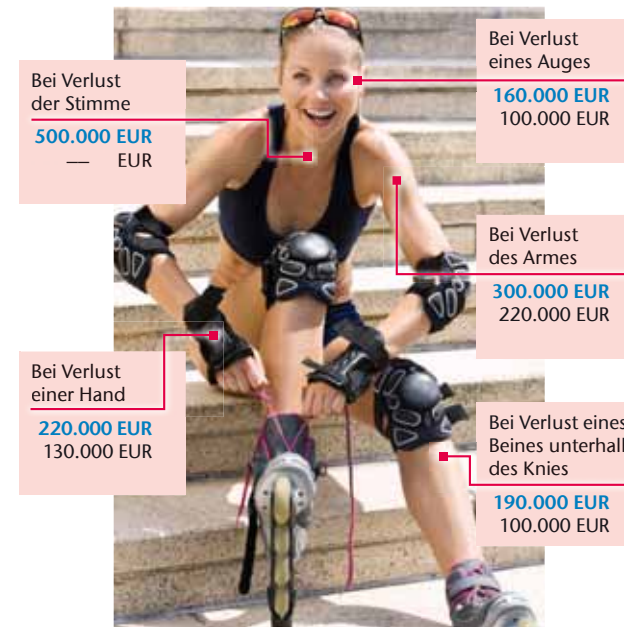 Bei Verlust
der Stimme
500.000 EUR
— EUR
Bei Verlust
eines Auges
160.000 EUR
100.000 EUR
Bei Verlust
des Armes
300.000 EUR
220.000 EUR
Bei Verlust
einer Hand
220.000 EUR
130.000 EUR
Bei Verlust eines
Beines unterhal
des Knies
190.000 EUR
100.000 EUR